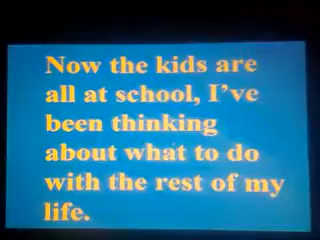 Now the kids are
all at school, I've
been thinking
about what to do
with the rest of my
life.